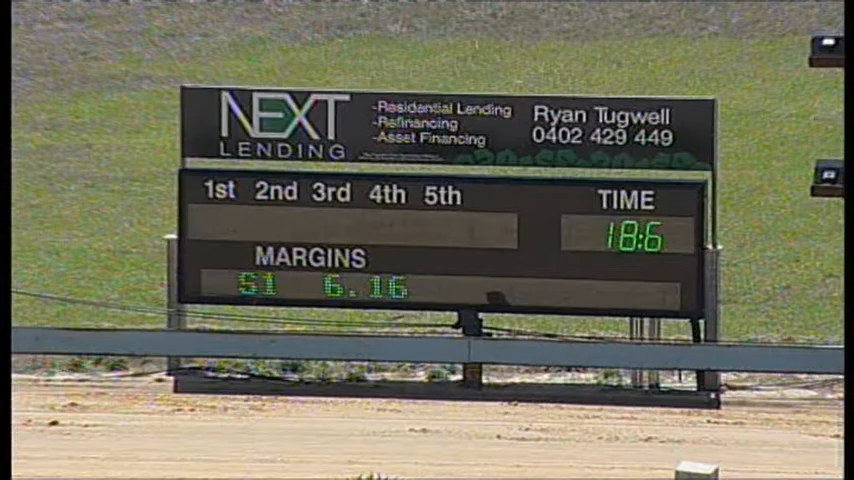 NEXT
LENDING
-Residential Lending
-Refinancing
-Asset Financing
Ryan Tugwell
0402 429 449
1st 2nd 3rd 4th 5th
TIME
18:6
MARGINS
S1 6.16